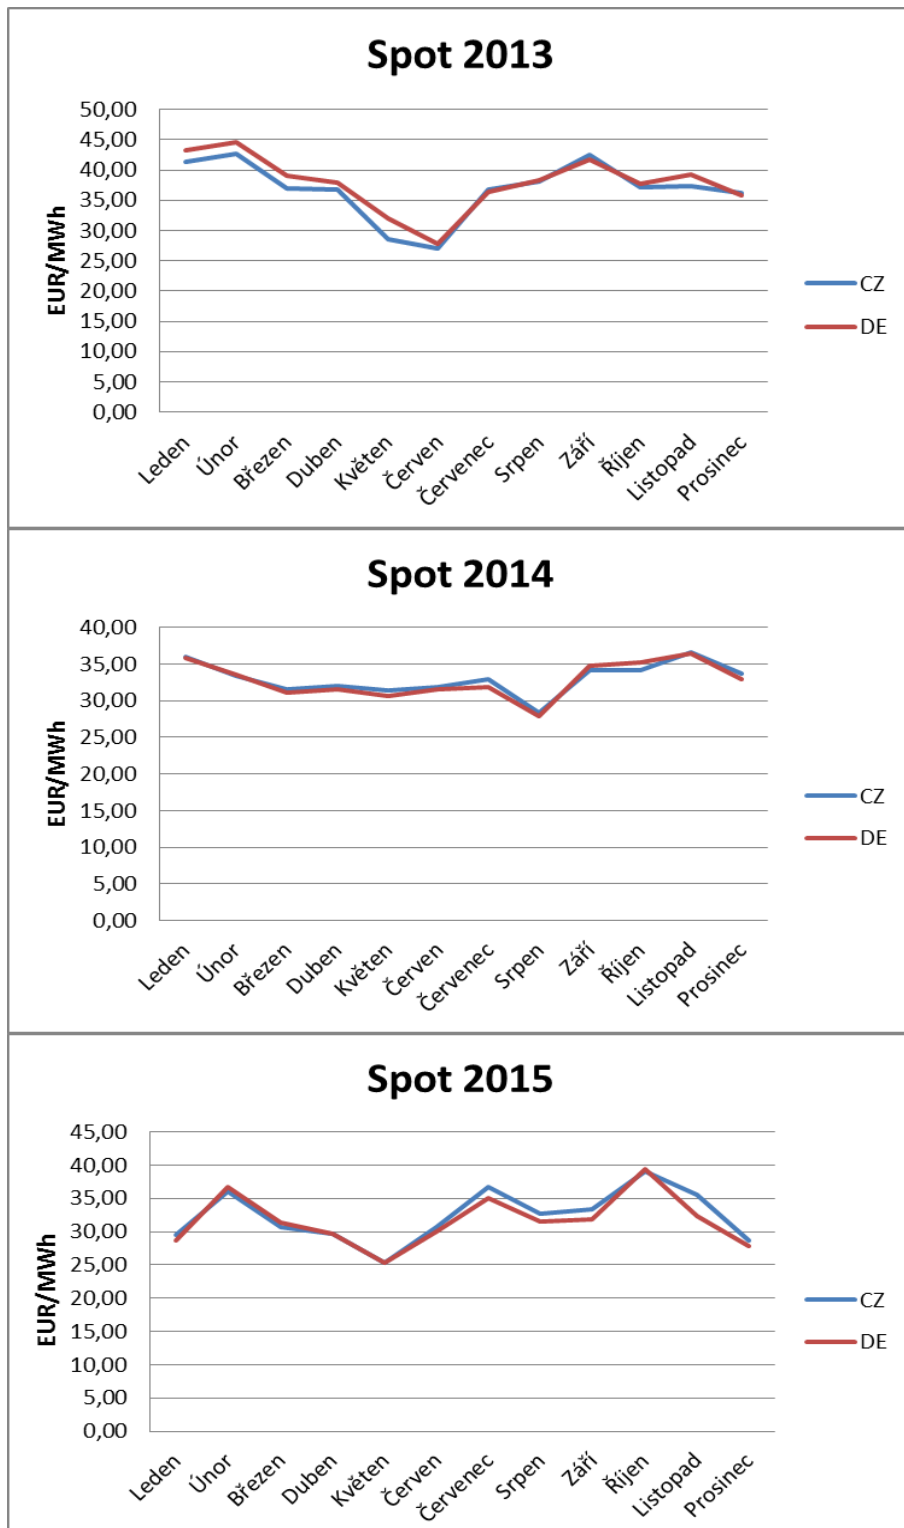 Spot 2013
50,00
45,00
40,00
35,00
30,00
25,00
20,00
15,00
10,00
5,00
0,00
EUR/MWh
CZ
DE
Leden
Únor
Březen
Duben
Květen
Červen
Červenec
Srpen
Září
Říjen
Listopad
Prosinec
Spot 2014
40,00
35,00
30,00
25,00
20,00
15,00
10,00
5,00
0,00
EUR/MWh
CZ
DE
Leden
Únor
Březen
Duben
Květen
Červen
Červenec
Srpen
Září
Říjen
Listopad
Prosinec
Spot 2015
45,00
40,00
35,00
30,00
25,00
20,00
15,00
10,00
5,00
0,00
EUR/MWh
CZ
DE
Leden
Únor
Březen
Duben
Květen
Červen
Červenec
Srpen
Září
Říjen
Listopad
Prosinec